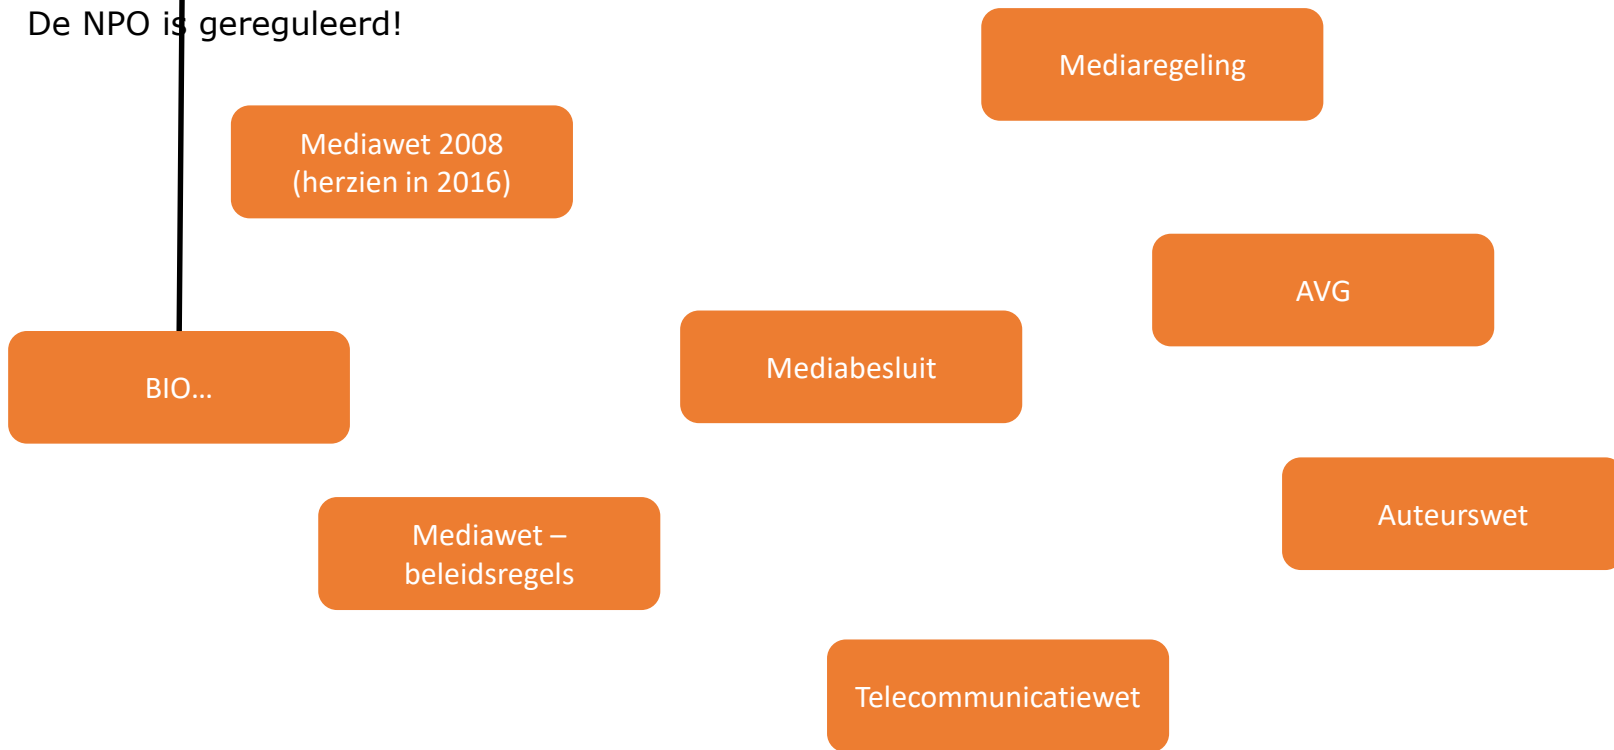 De NPO is gereguleerd!
Mediaregeling
Mediawet 2008
(herzien in 2016)
AVG
Mediabesluit
BIO...
Auteurswet
Mediawet –
beleidsregels
Telecommunicatiewet